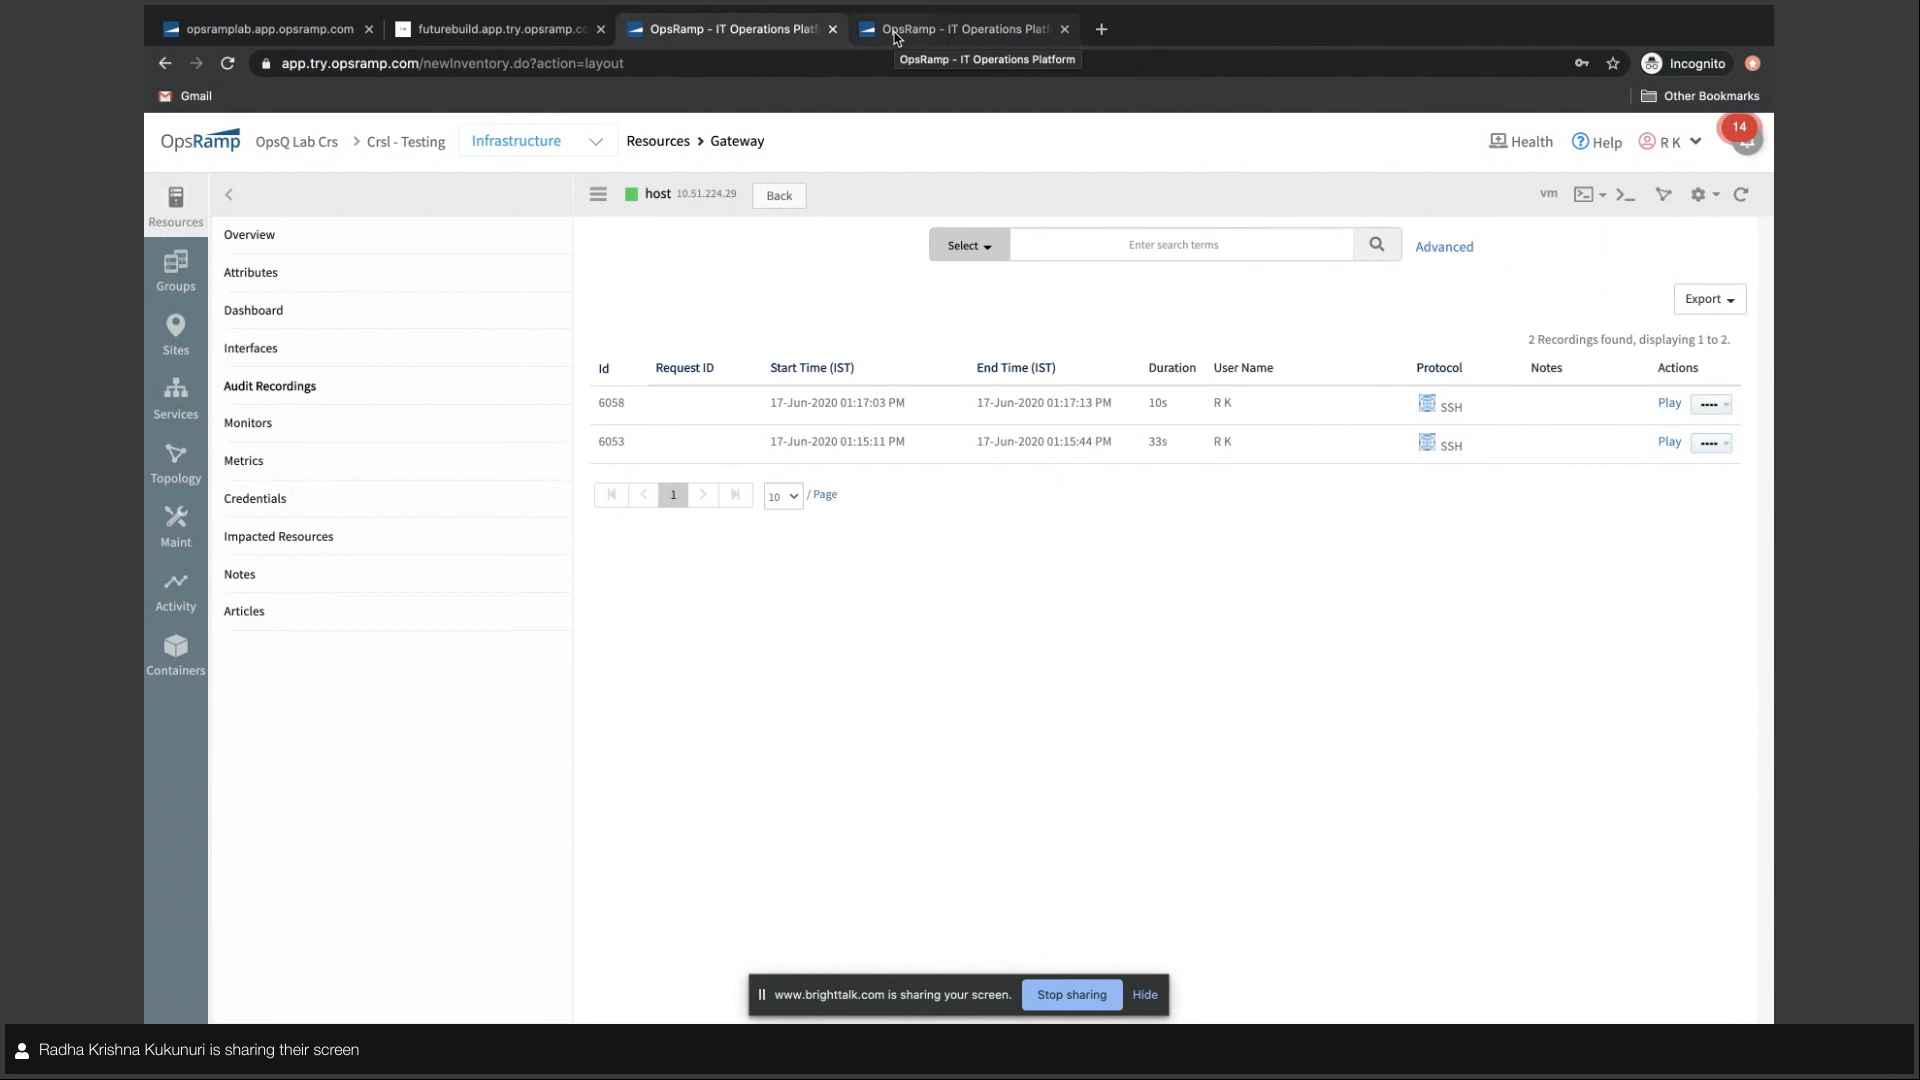 opsramplab.app.opsramp.com
futurebuild.app.try.opsramp.co
OpsRamp - IT Operations Platf
OpsRamp - IT Operations Platf
app.try.opsramp.com/newInventory.do?action=layout
OpsRamp - IT Operations Platform
Incognito
Gmail
Other Bookmarks
OpsRamp
OpsQ Lab Crs > Crsl - Testing
Infrastructure
Resources > Gateway
Health
Help
R K
14
Resources
host 10.51.224.29
Back
vm
Groups
Sites
Services
Topology
Maint
Activity
Containers
Overview
Attributes
Dashboard
Interfaces
Audit Recordings
Monitors
Metrics
Credentials
Impacted Resources
Notes
Articles
Select
Enter search terms
Advanced
Export
2 Recordings found, displaying 1 to 2.
Id Request ID Start Time (IST) End Time (IST) Duration User Name Protocol Notes Actions
6058 17-Jun-2020 01:17:03 PM 17-Jun-2020 01:17:13 PM 10s R K SSH Play ----
6053 17-Jun-2020 01:15:11 PM 17-Jun-2020 01:15:44 PM 33s R K SSH Play ----
1
10 / Page
www.brighttalk.com is sharing your screen.
Stop sharing
Hide
Radha Krishna Kukunuri is sharing their screen